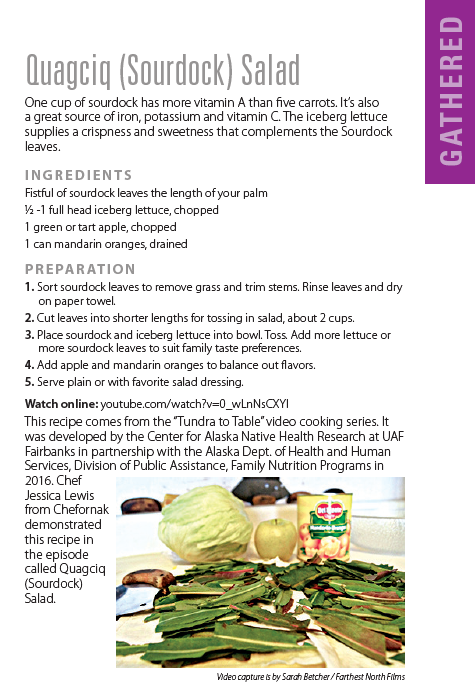 GATHERED
Quagciq (Sourdock) Salad
One cup of sourdock has more vitamin A than five carrots. It's also
a great source of iron, potassium and vitamin C. The iceberg lettuce
supplies a crispness and sweetness that complements the Sourdock
leaves.
INGREDIENTS
Fistful of sourdock leaves the length of your palm
½ -1 full head iceberg lettuce, chopped
1 green or tart apple, chopped
1 can mandarin oranges, drained
PREPARATION
1. Sort sourdock leaves to remove grass and trim stems. Rinse leaves and dry
on paper towel.
2. Cut leaves into shorter lengths for tossing in salad, about 2 cups.
3. Place sourdock and iceberg lettuce into bowl. Toss. Add more lettuce or
more sourdock leaves to suit family taste preferences.
4. Add apple and mandarin oranges to balance out flavors.
5. Serve plain or with favorite salad dressing.
Watch online: youtube.com/watch?v=0_wLnNsCXYI
This recipe comes from the “Tundra to Table” video cooking series. It
was developed by the Center for Alaska Native Health Research at UAF
Fairbanks in partnership with the Alaska Dept. of Health and Human
Services, Division of Public Assistance, Family Nutrition Programs in
2016. Chef
Jessica Lewis
from Chefornak
demonstrated
this recipe in
the episode
called Quagciq
(Sourdock)
Salad.
Del Monte
Video capture is by Sarah Betcher / Farthest North Films